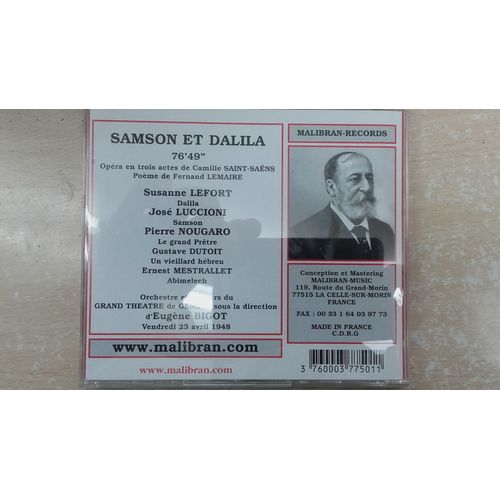 SAMSON ET DALILA
76'49"
Opéra en trois actes de Camille SAINT-SAËNS
Poème de Fernand LEMAIRE
Susanne LEFORT
Dalila
José LUCCIONI
Samson
Pierre NOUGARO
Le grand Prêtre
Gustave DUTOIT
Un vieillard hébreu
Ernest MESTRALLET
Abimelech
Orchestre et
GRAND THEATRE de sous la direction
d'Eugène BIGOT
Vendredi 23 avril 1948
www.malibran.com
www.malibran.com
MALIBRAN-RECORDS
Conception et Mastering
MALIBRAN-MUSIC
119, Route du Grand-Morin
77515 LA CELLE-SUR-MORIN
FRANCE
FAX : 00 33 1 64 03 97 73
MADE IN FRANCE
C.D.R.G
3 760003 775011